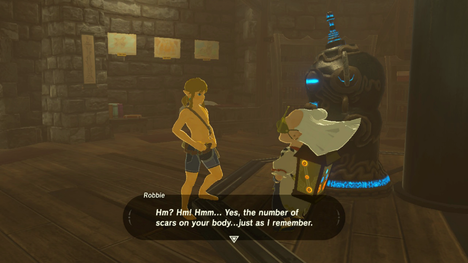 Robbie
Hm? Hm! Hmm... Yes, the number of
scars on your body...just as I remember.